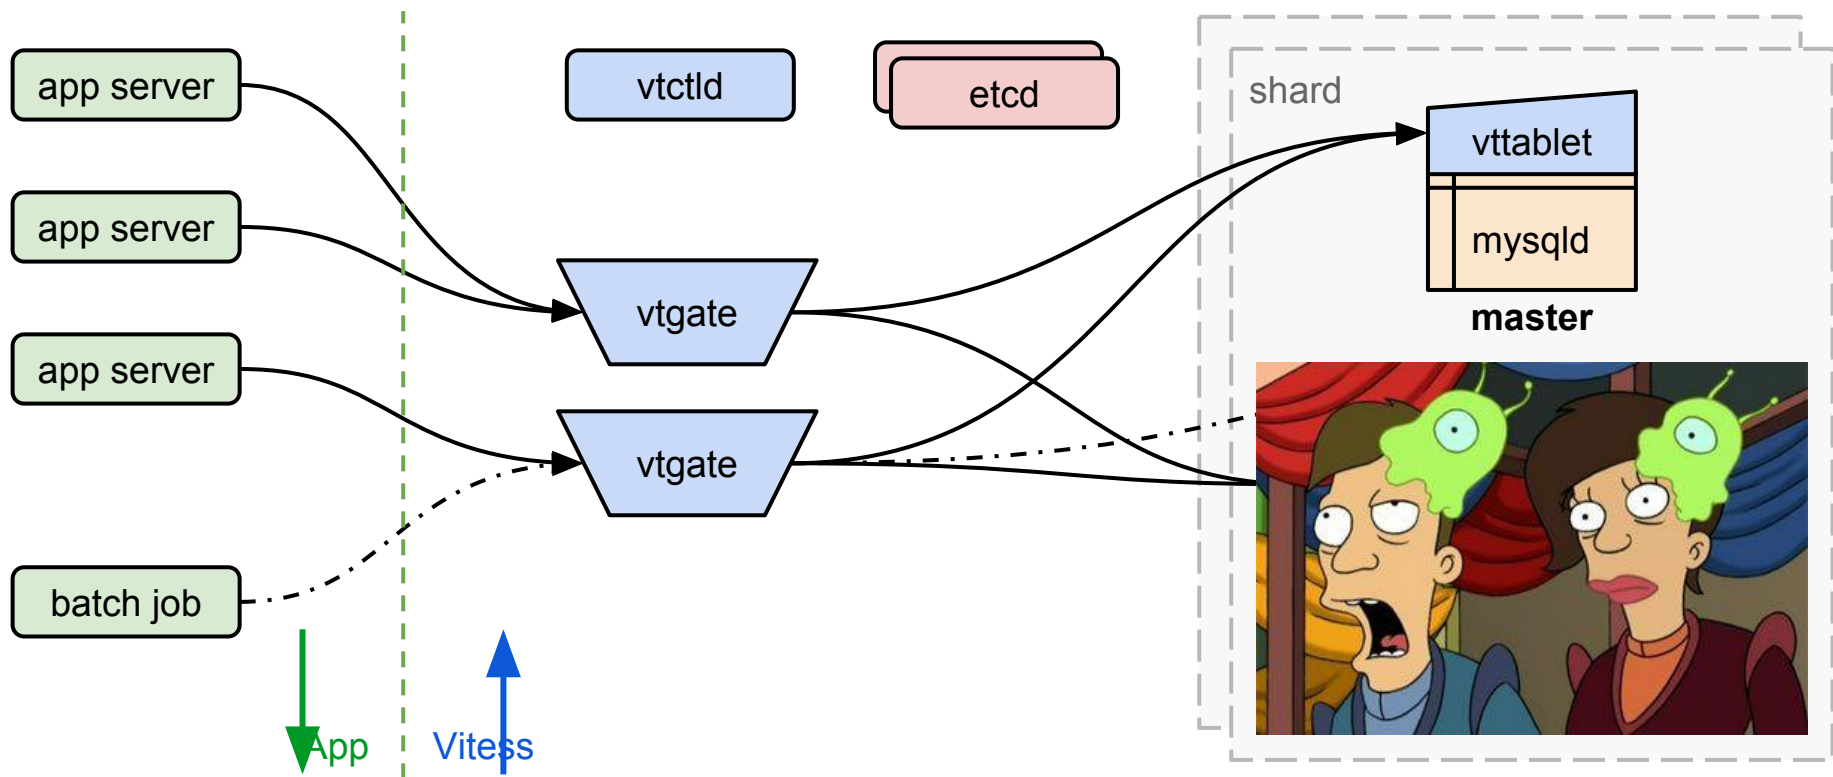 app server
app server
app server
batch job
App
Vitess
vtctld
etcd
vtgate
vtgate
shard
vttablet
mysqld
master